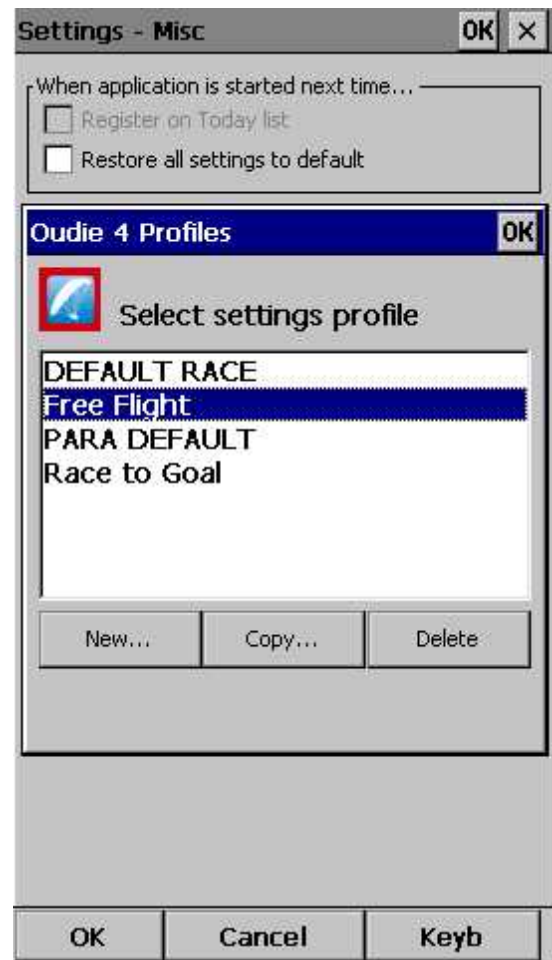 Settings - Misc OK ×
When application is started next time...
Register on Today list
Restore all settings to default
Oudie 4 Profiles OK
Select settings profile
DEFAULT RACE
Free Flight
PARA DEFAULT
Race to Goal
New... Copy... Delete
OK Cancel Keyb